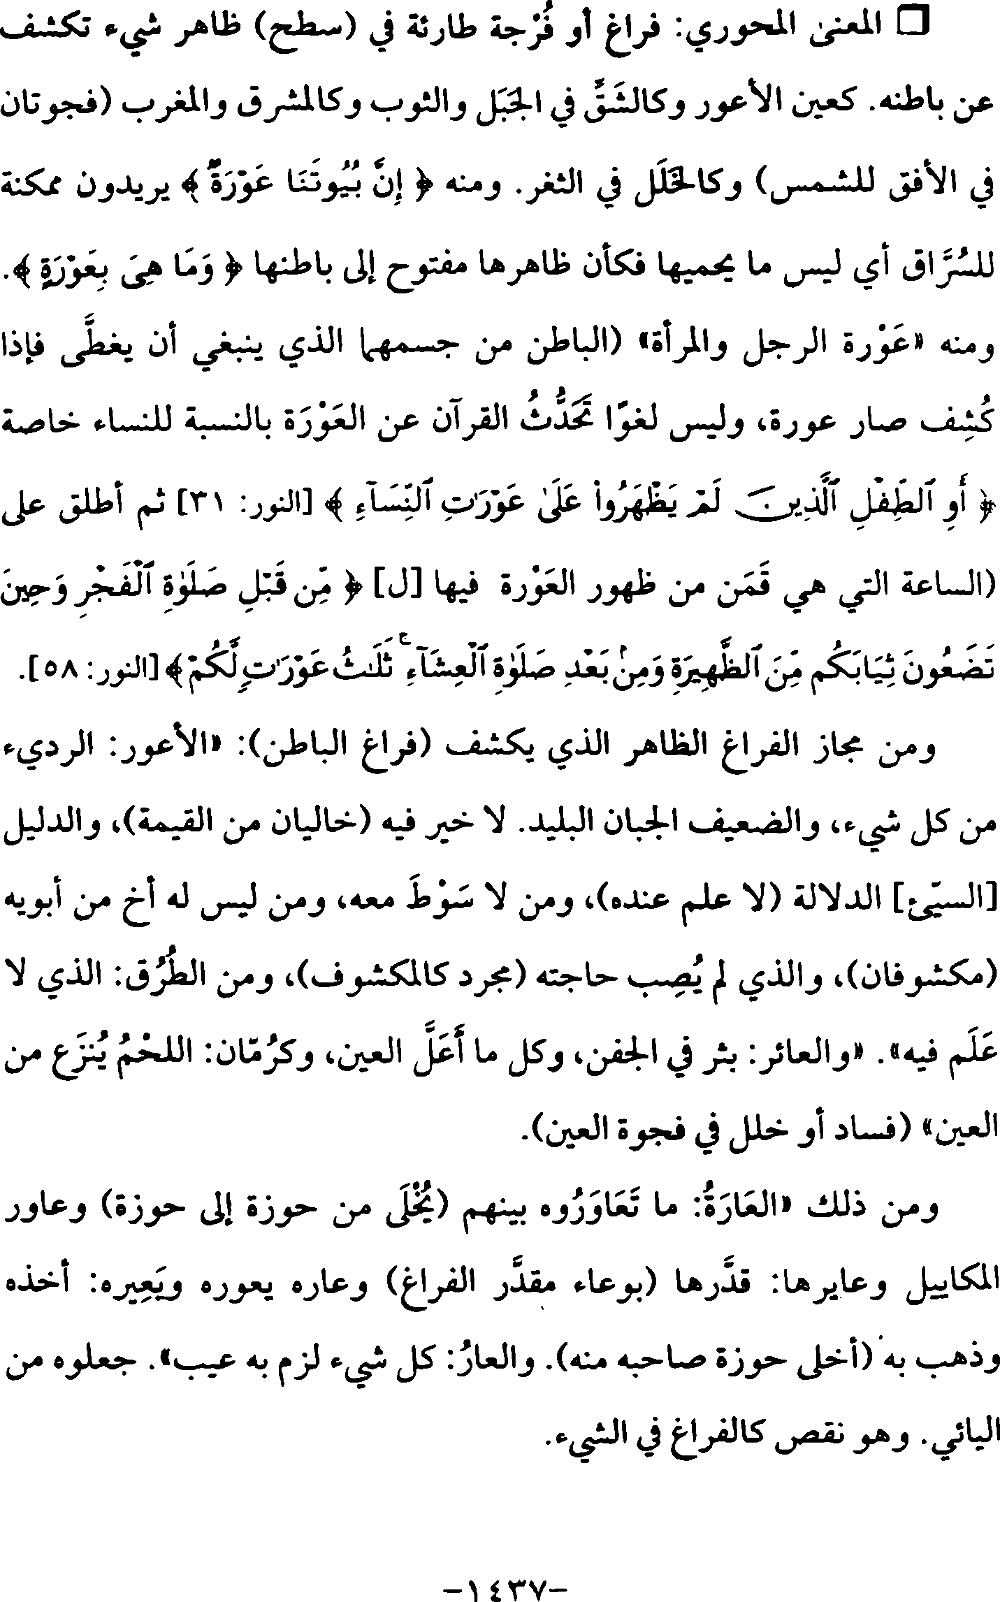 ❒ المعنى المحوري: فراغ أو فُرْجة طارئة في (سطح) ظاهر شيء تكشف
عن باطنه. كعين الأعور وكالشَقّ في الجَبَل والثوب وكالمشرق والمغرب (فجوتان
في الأفق للشمس) وكالخَلَل في الثغر. ومنه ﴿ إِنَّ بُيُوتَنَا عَوْرَةٌ ﴾ يريدون ممكنة
للسُرَّاق أي ليس ما يحميها فكأن ظاهرها مفتوح إلى باطنها ﴿ وَمَا هِىَ بِعَوْرَةٍ ﴾.
ومنه «عَوْرة الرجل والمرأة» (الباطن من جسمهما الذي ينبغي أن يغطَّى فإذا
كُشِف صار عورة، وليس لغوًا تَحَدُّثُ القرآن عن العَوْرَة بالنسبة للنساء خاصة
﴿ أَوِ ٱلطِّفْلِ ٱلَّذِينَ لَمْ يَظْهَرُواْ عَلَىٰ عَوْرَٰتِ ٱلنِّسَآءِ ﴾ [النور: ٣١] ثم أطلق على
(الساعة التي هي قَمَن من ظهور العَوْرة فيها [ل] ﴿ مِّن قَبْلِ صَلَوٰةِ ٱلْفَجْرِ وَحِينَ
تَضَعُونَ ثِيَابَكُم مِّنَ ٱلظَّهِيرَةِ وَمِنۢ بَعْدِ صَلَوٰةِ ٱلْعِشَآءِ ۚ ثَلَٰثُ عَوْرَٰتٍ لَّكُمْ ﴾ [النور: ٥٨].
ومن مجاز الفراغ الظاهر الذي يكشف (فراغ الباطن): «الأعور: الرديء
من كل شيء، والضعيف الجبان البليد. لا خير فيه (خاليان من القيمة)، والدليل
[السيّئ] الدلالة (لا علم عنده)، ومن لا سَوْطَ معه، ومن ليس له أخ من أبويه
(مكشوفان)، والذي لم يُصِب حاجته (مجرد كالمكشوف)، ومن الطُرُق: الذي لا
عَلَم فيه». «والعائر: بثر في الجفن، وكل ما أَعَلَّ العين، وكرُمّان: اللحْمُ يُنزَع من
العين» (فساد أو خلل في فجوة العين).
ومن ذلك «العَارَةُ: ما تَعَاوَرُوه بينهم (يُخْلَى من حوزة إلى حوزة) وعاور
المكاييل وعايرها: قدَّرها (بوعاء مقدَّر الفراغ) وعاره يعوره ويَعِيره: أخذه
وذهب به (أخلى حوزة صاحبه منه). والعارُ: كل شيء لزم به عيب». جعلوه من
اليائي. وهو نقص كالفراغ في الشيء.
-١٤٣٧-